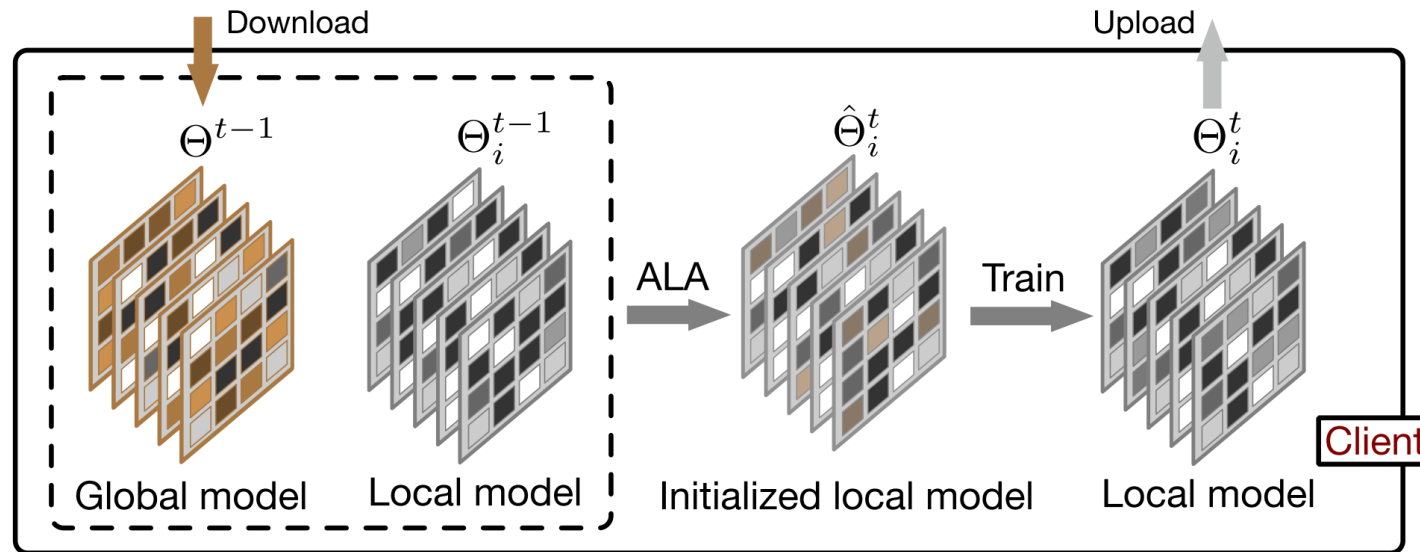 Download
Upload
Θ^{t−1}
Θ_i^{t−1}
Θ̂_i^t
Θ_i^t
ALA
Train
Client
Global model
Local model
Initialized local model
Local model